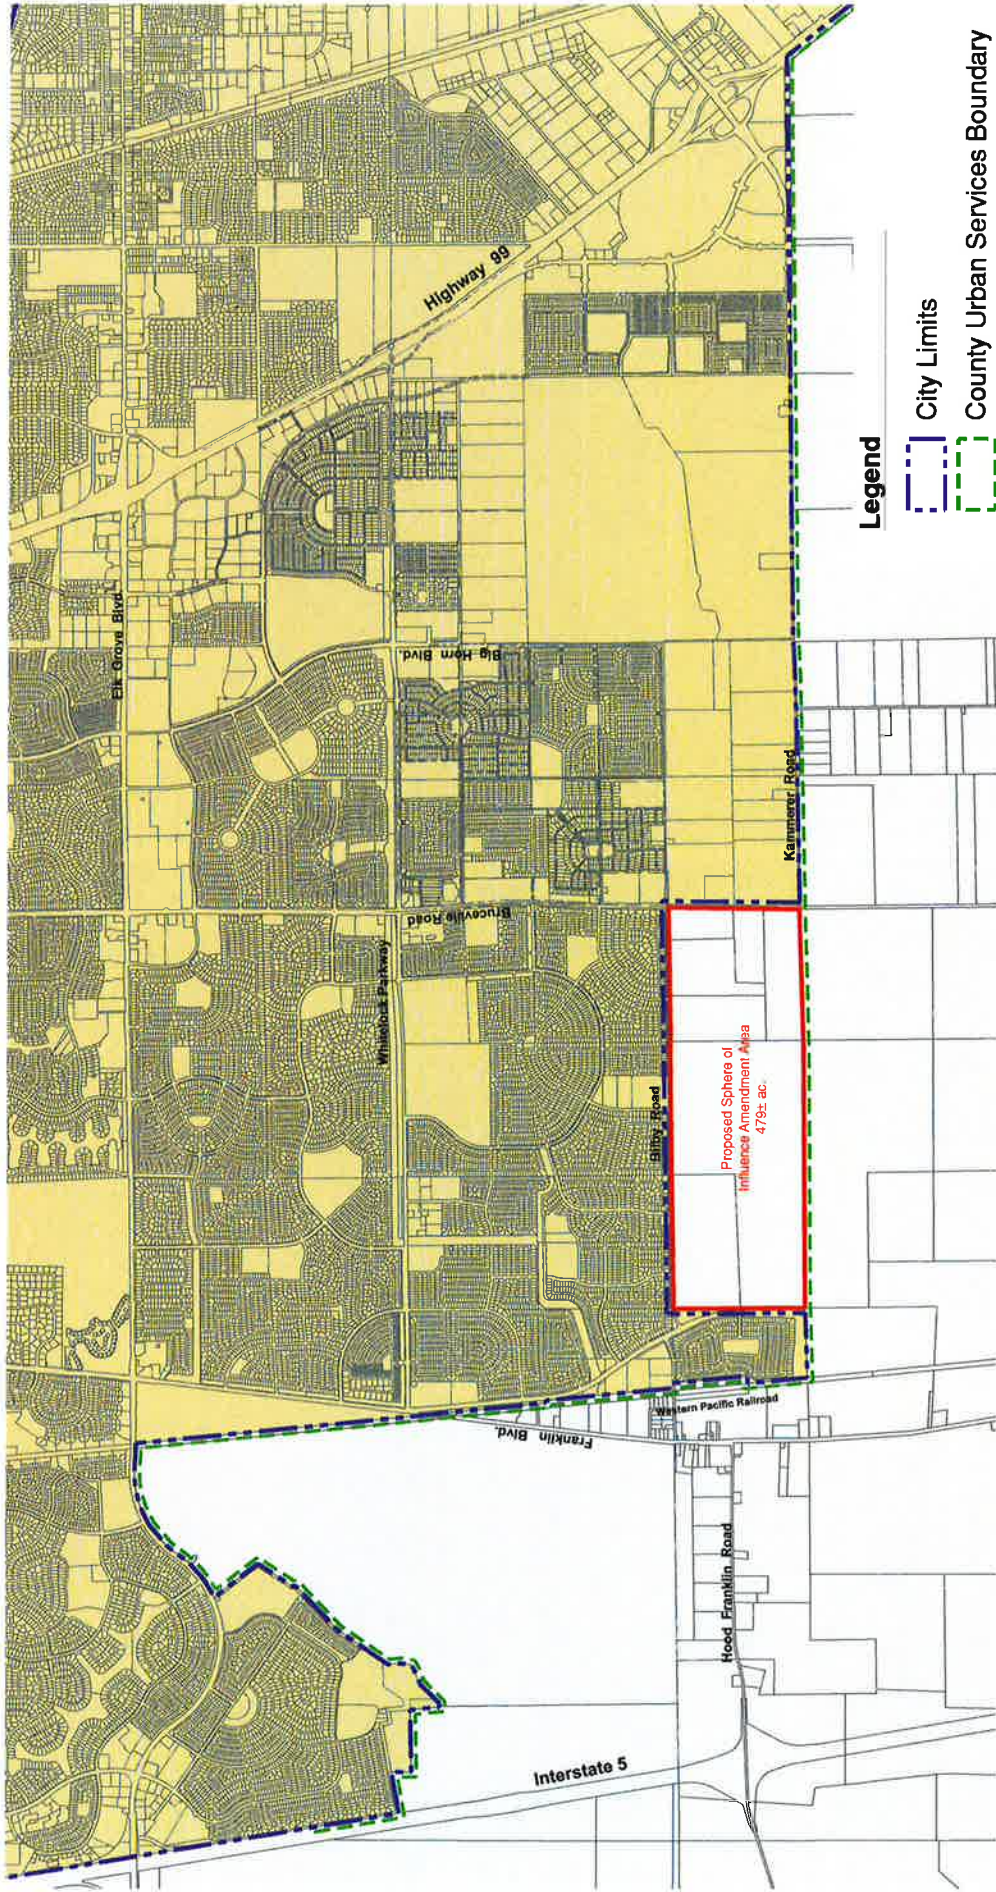 Highway 99
Elk Grove Blvd.
Big Horn Blvd.
Bruceville Road
Whitelock Parkway
Kammerer Road
Bilby Road
Proposed Sphere of
Influence Amendment Area
479± ac.
Western Pacific Railroad
Franklin Blvd.
Hood Franklin Road
Interstate 5
Legend
City Limits
County Urban Services Boundary